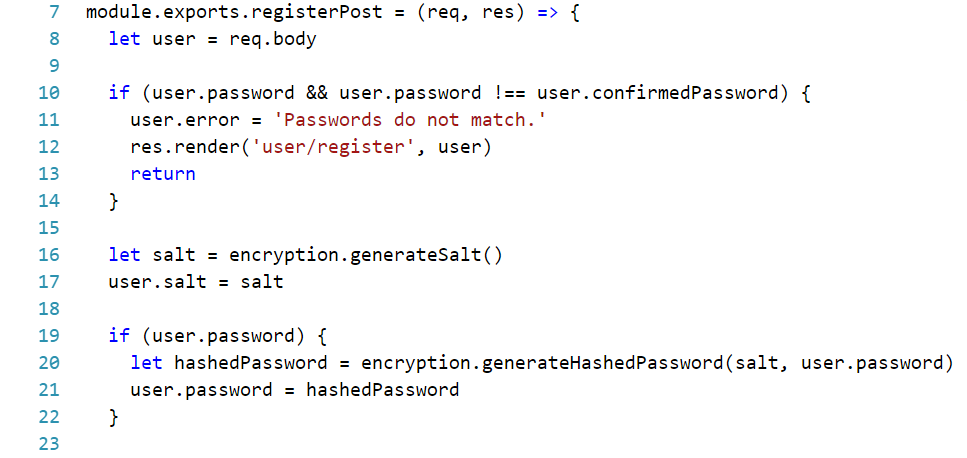 7 module.exports.registerPost = (req, res) => {
8   let user = req.body
9
10   if (user.password && user.password !== user.confirmedPassword) {
11     user.error = 'Passwords do not match.'
12     res.render('user/register', user)
13     return
14   }
15
16   let salt = encryption.generateSalt()
17   user.salt = salt
18
19   if (user.password) {
20     let hashedPassword = encryption.generateHashedPassword(salt, user.password)
21     user.password = hashedPassword
22   }
23